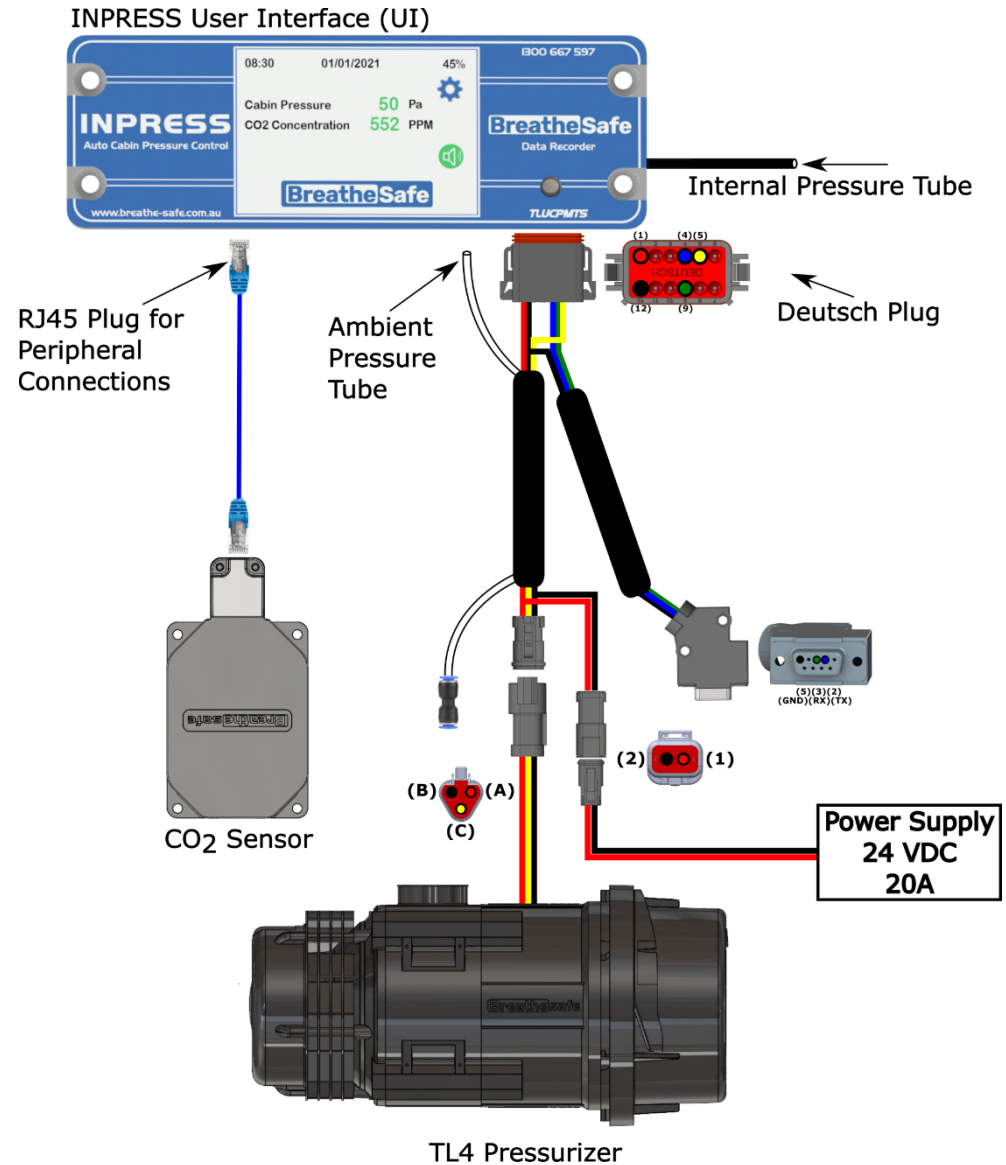 INPRESS User Interface (UI)
1300 667 597
08:30 01/01/2021 45%
Cabin Pressure 50 Pa
CO2 Concentration 552 PPM
INPRESS
Auto Cabin Pressure Control
BreatheSafe
Data Recorder
BreatheSafe
www.breathe-safe.com.au
TLUCPMTS
Internal Pressure Tube
(1) (4)(5)
DEUTSCH
(12) (9)
Deutsch Plug
RJ45 Plug for
Peripheral
Connections
Ambient
Pressure
Tube
Breathesafe
CO2 Sensor
(5)(3)(2)
(GND)(RX)(TX)
(2) (1)
(B) (A)
(C)
Power Supply
24 VDC
20A
Breathesafe
TL4 Pressurizer